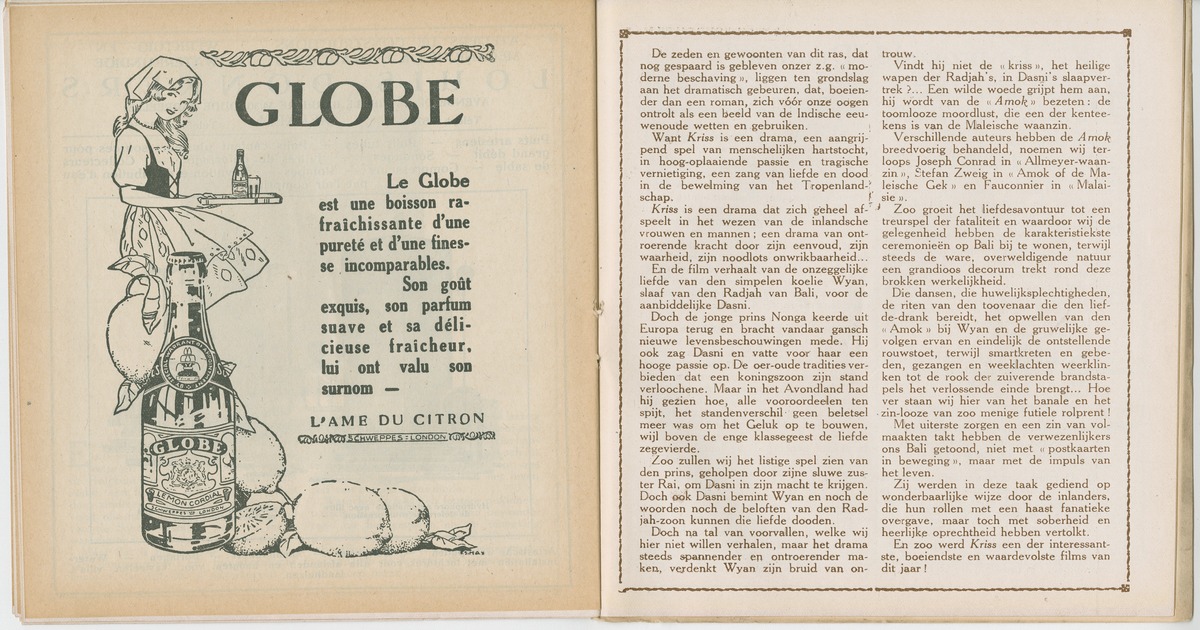 GLOBE
Le Globe
est une boisson ra-
fraîchissante d'une
pureté et d'une fines-
se incomparables.
Son goût
exquis, son parfum
suave et sa déli-
cieuse fraîcheur,
lui ont valu son
surnom —
L'AME DU CITRON
SCHWEPPES : LONDON
GLOBE
LEMON CORDIAL
SCHWEPPES LONDON
De zeden en gewoonten van dit ras, dat
nog gespaard is gebleven onzer z.g. « mo-
derne beschaving », liggen ten grondslag
aan het dramatisch gebeuren, dat, boeien-
der dan een roman, zich vóór onze oogen
ontrolt als een beeld van de Indische eeu-
wenoude wetten en gebruiken.
Want Kriss is een drama, een aangrij-
pend spel van menschelijken hartstocht,
in hoog-oplaaiende passie en tragische
vernietiging, een zang van liefde en dood
in de bewelming van het Tropenland-
schap.
Kriss is een drama dat zich geheel af-
speelt in het wezen van de inlandsche
vrouwen en mannen ; een drama van ont-
roerende kracht door zijn eenvoud, zijn
waarheid, zijn noodlots onwrikbaarheid...
En de film verhaalt van de onzeggelijke
liefde van den simpelen koelie Wyan,
slaaf van den Radjah van Bali, voor de
aanbiddelijke Dasni.
Doch de jonge prins Nonga keerde uit
Europa terug en bracht vandaar gansch
nieuwe levensbeschouwingen mede. Hij
ook zag Dasni en vatte voor haar een
hooge passie op. De oer-oude tradities ver-
bieden dat een koningszoon zijn stand
verloochene. Maar in het Avondland had
hij gezien hoe, alle vooroordeelen ten
spijt, het standenverschil geen beletsel
meer was om het Geluk op te bouwen,
wijl boven de enge klassegeest de liefde
zegevierde.
Zoo zullen wij het listige spel zien van
den prins, geholpen door zijne sluwe zus-
ter Rai, om Dasni in zijn macht te krijgen.
Doch ook Dasni bemint Wyan en noch de
woorden noch de beloften van den Rad-
jah-zoon kunnen die liefde dooden.
Doch na tal van voorvallen, welke wij
hier niet willen verhalen, maar het drama
steeds spannender en ontroerender ma-
ken, verdenkt Wyan zijn bruid van on-
trouw.
Vindt hij niet de « kriss », het heilige
wapen der Radjah's, in Dasni's slaapver-
trek ?... Een wilde woede grijpt hem aan,
hij wordt van de « Amok » bezeten : de
toomlooze moordlust, die een der kentee-
kens is van de Maleische waanzin.
Verschillende auteurs hebben de Amok
breedvoerig behandeld, noemen wij ter-
loops Joseph Conrad in « Allmeyer-waan-
zin », Stefan Zweig in « Amok of de Ma-
leische Gek » en Fauconnier in « Malai-
sie ».
Zoo groeit het liefdesavontuur tot een
treurspel der fataliteit en waardoor wij de
gelegenheid hebben de karakteristiekste
ceremonieën op Bali bij te wonen, terwijl
steeds de ware, overweldigende natuur
een grandioos decorum trekt rond deze
brokken werkelijkheid.
Die dansen, die huwelijksplechtigheden,
de riten van den toovenaar die den lief-
de-drank bereidt, het opwellen van den
« Amok » bij Wyan en de gruwelijke ge-
volgen ervan en eindelijk de ontstellende
rouwstoet, terwijl smartkreten en gebe-
den, gezangen en weeklachten weerklin-
ken tot de rook der zuiverende brandsta-
pels het verlossende einde brengt... Hoe
ver staan wij hier van het banale en het
zin-looze van zoo menige futiele rolprent !
Met uiterste zorgen en een zin van vol-
maakten takt hebben de verwezenlijkers
ons Bali getoond, niet met « postkaarten
in beweging », maar met de impuls van
het leven.
Zij werden in deze taak gediend op
wonderbaarlijke wijze door de inlanders,
die hun rollen met een haast fanatieke
overgave, maar toch met soberheid en
heerlijke oprechtheid hebben vertolkt.
En zoo werd Kriss een der interessant-
ste, boeiendste en waardevolste films van
dit jaar !